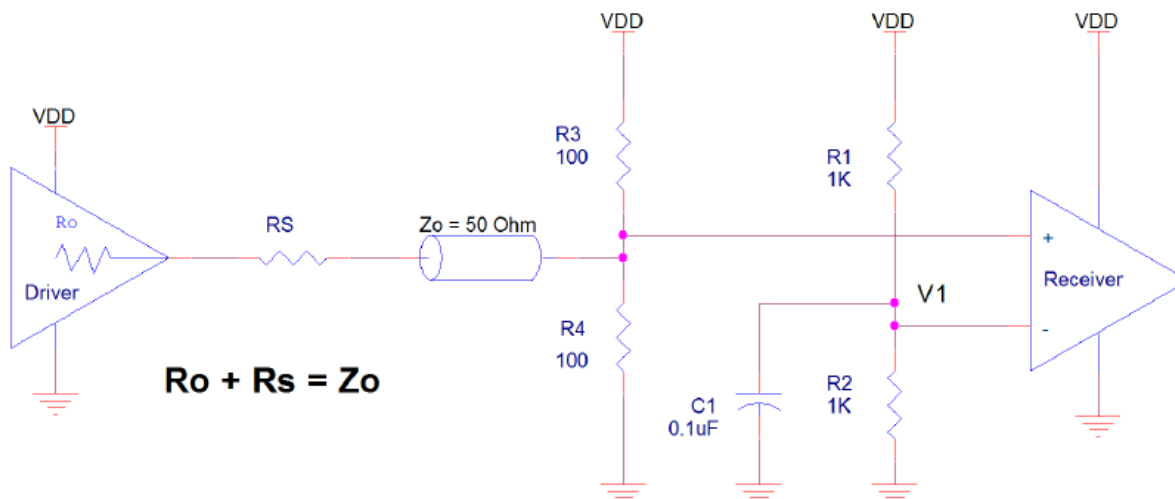 VDD
VDD
VDD
VDD
R3
100
R1
1K
Ro
RS
Zo = 50 Ohm
+
Driver
V1
Receiver
-
R4
100
Ro + Rs = Zo
R2
1K
C1
0.1uF